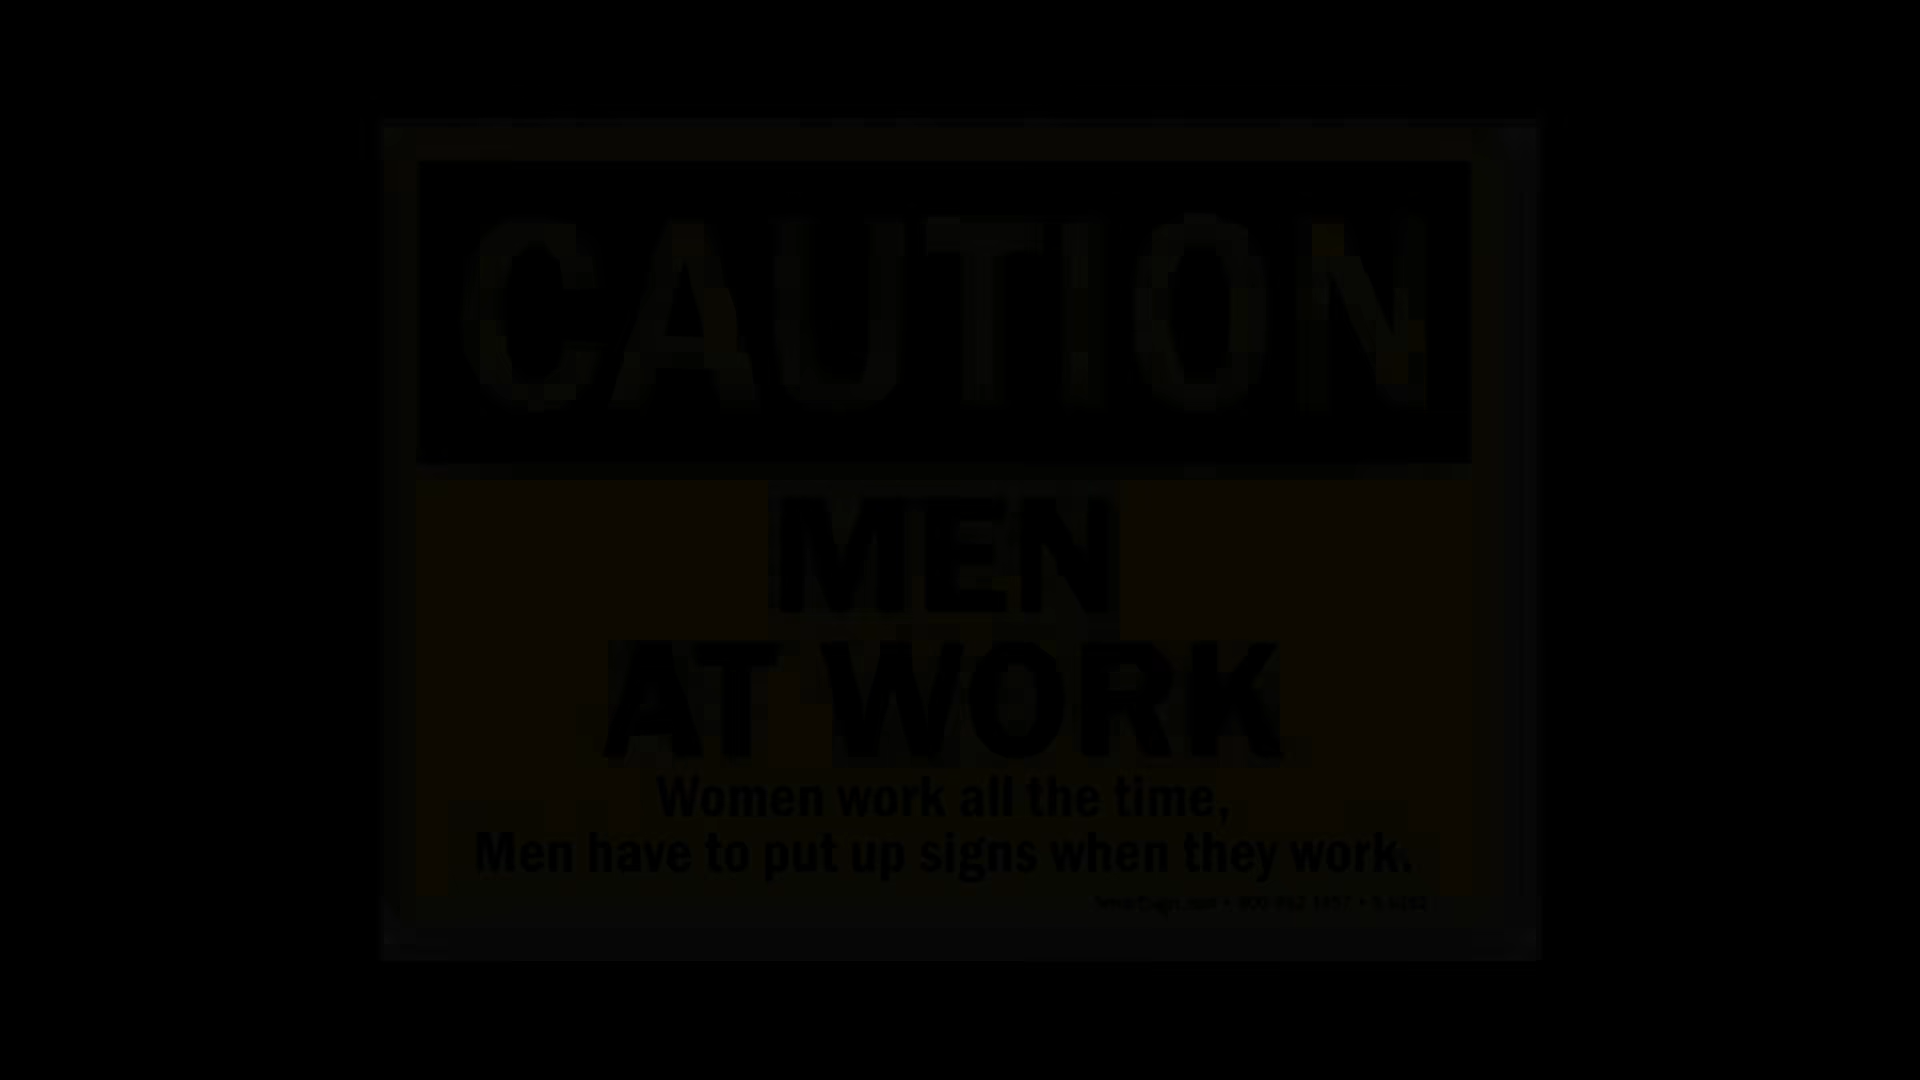 CAUTION
MEN
AT WORK
Women work all the time,
Men have to put up signs when they work.